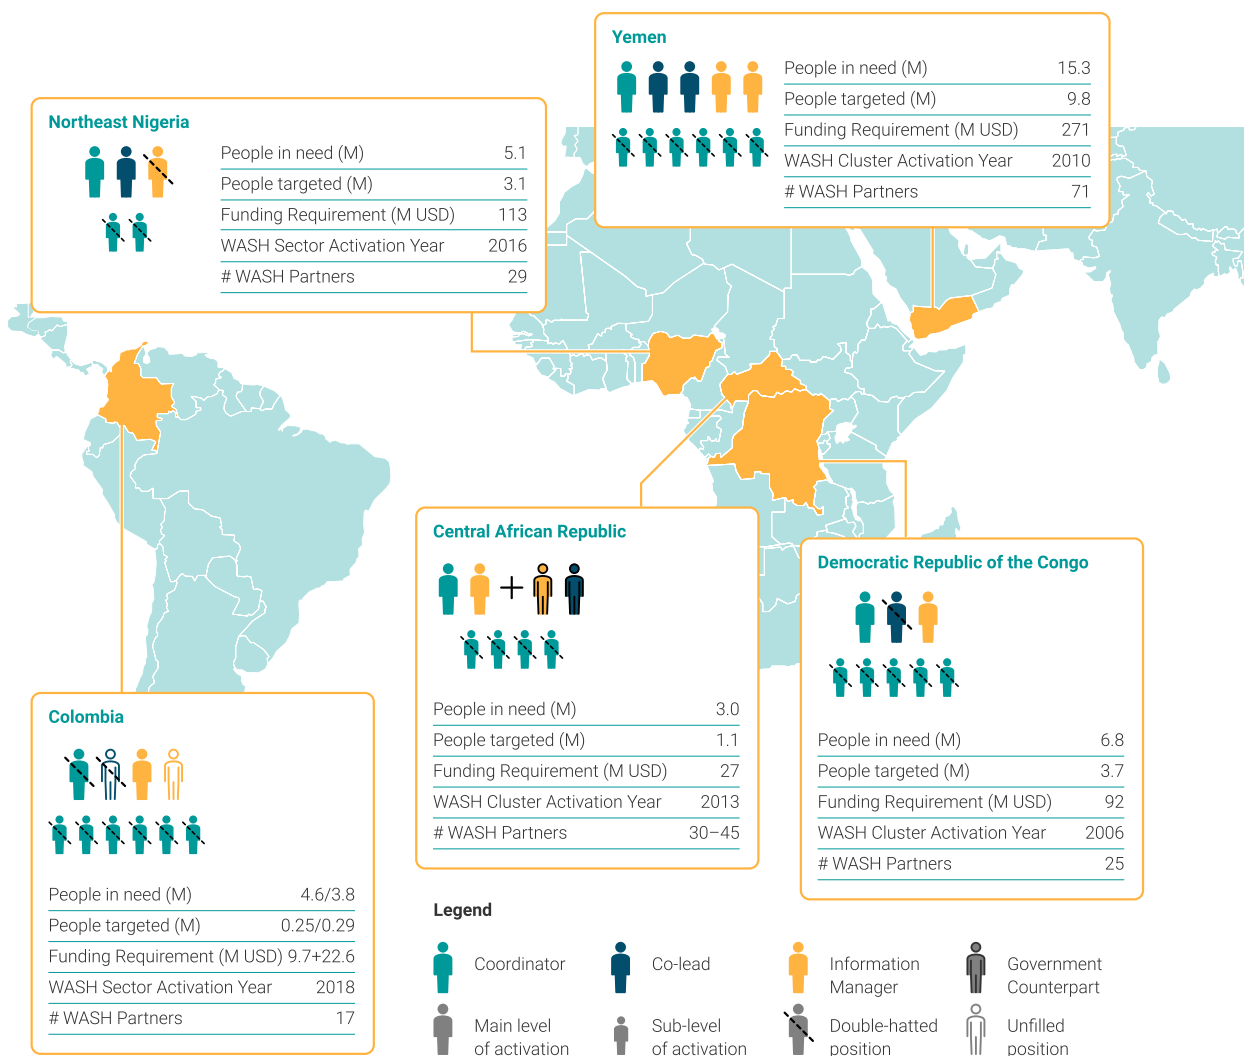 Yemen
People in need (M) 15.3
People targeted (M) 9.8
Funding Requirement (M USD) 271
WASH Cluster Activation Year 2010
# WASH Partners 71
Northeast Nigeria
People in need (M) 5.1
People targeted (M) 3.1
Funding Requirement (M USD) 113
WASH Sector Activation Year 2016
# WASH Partners 29
Central African Republic
People in need (M) 3.0
People targeted (M) 1.1
Funding Requirement (M USD) 27
WASH Cluster Activation Year 2013
# WASH Partners 30–45
Democratic Republic of the Congo
People in need (M) 6.8
People targeted (M) 3.7
Funding Requirement (M USD) 92
WASH Cluster Activation Year 2006
# WASH Partners 25
Colombia
People in need (M) 4.6/3.8
People targeted (M) 0.25/0.29
Funding Requirement (M USD) 9.7+22.6
WASH Sector Activation Year 2018
# WASH Partners 17
Legend
Coordinator
Co-lead
Information
Manager
Government
Counterpart
Main level
of activation
Sub-level
of activation
Double-hatted
position
Unfilled
position